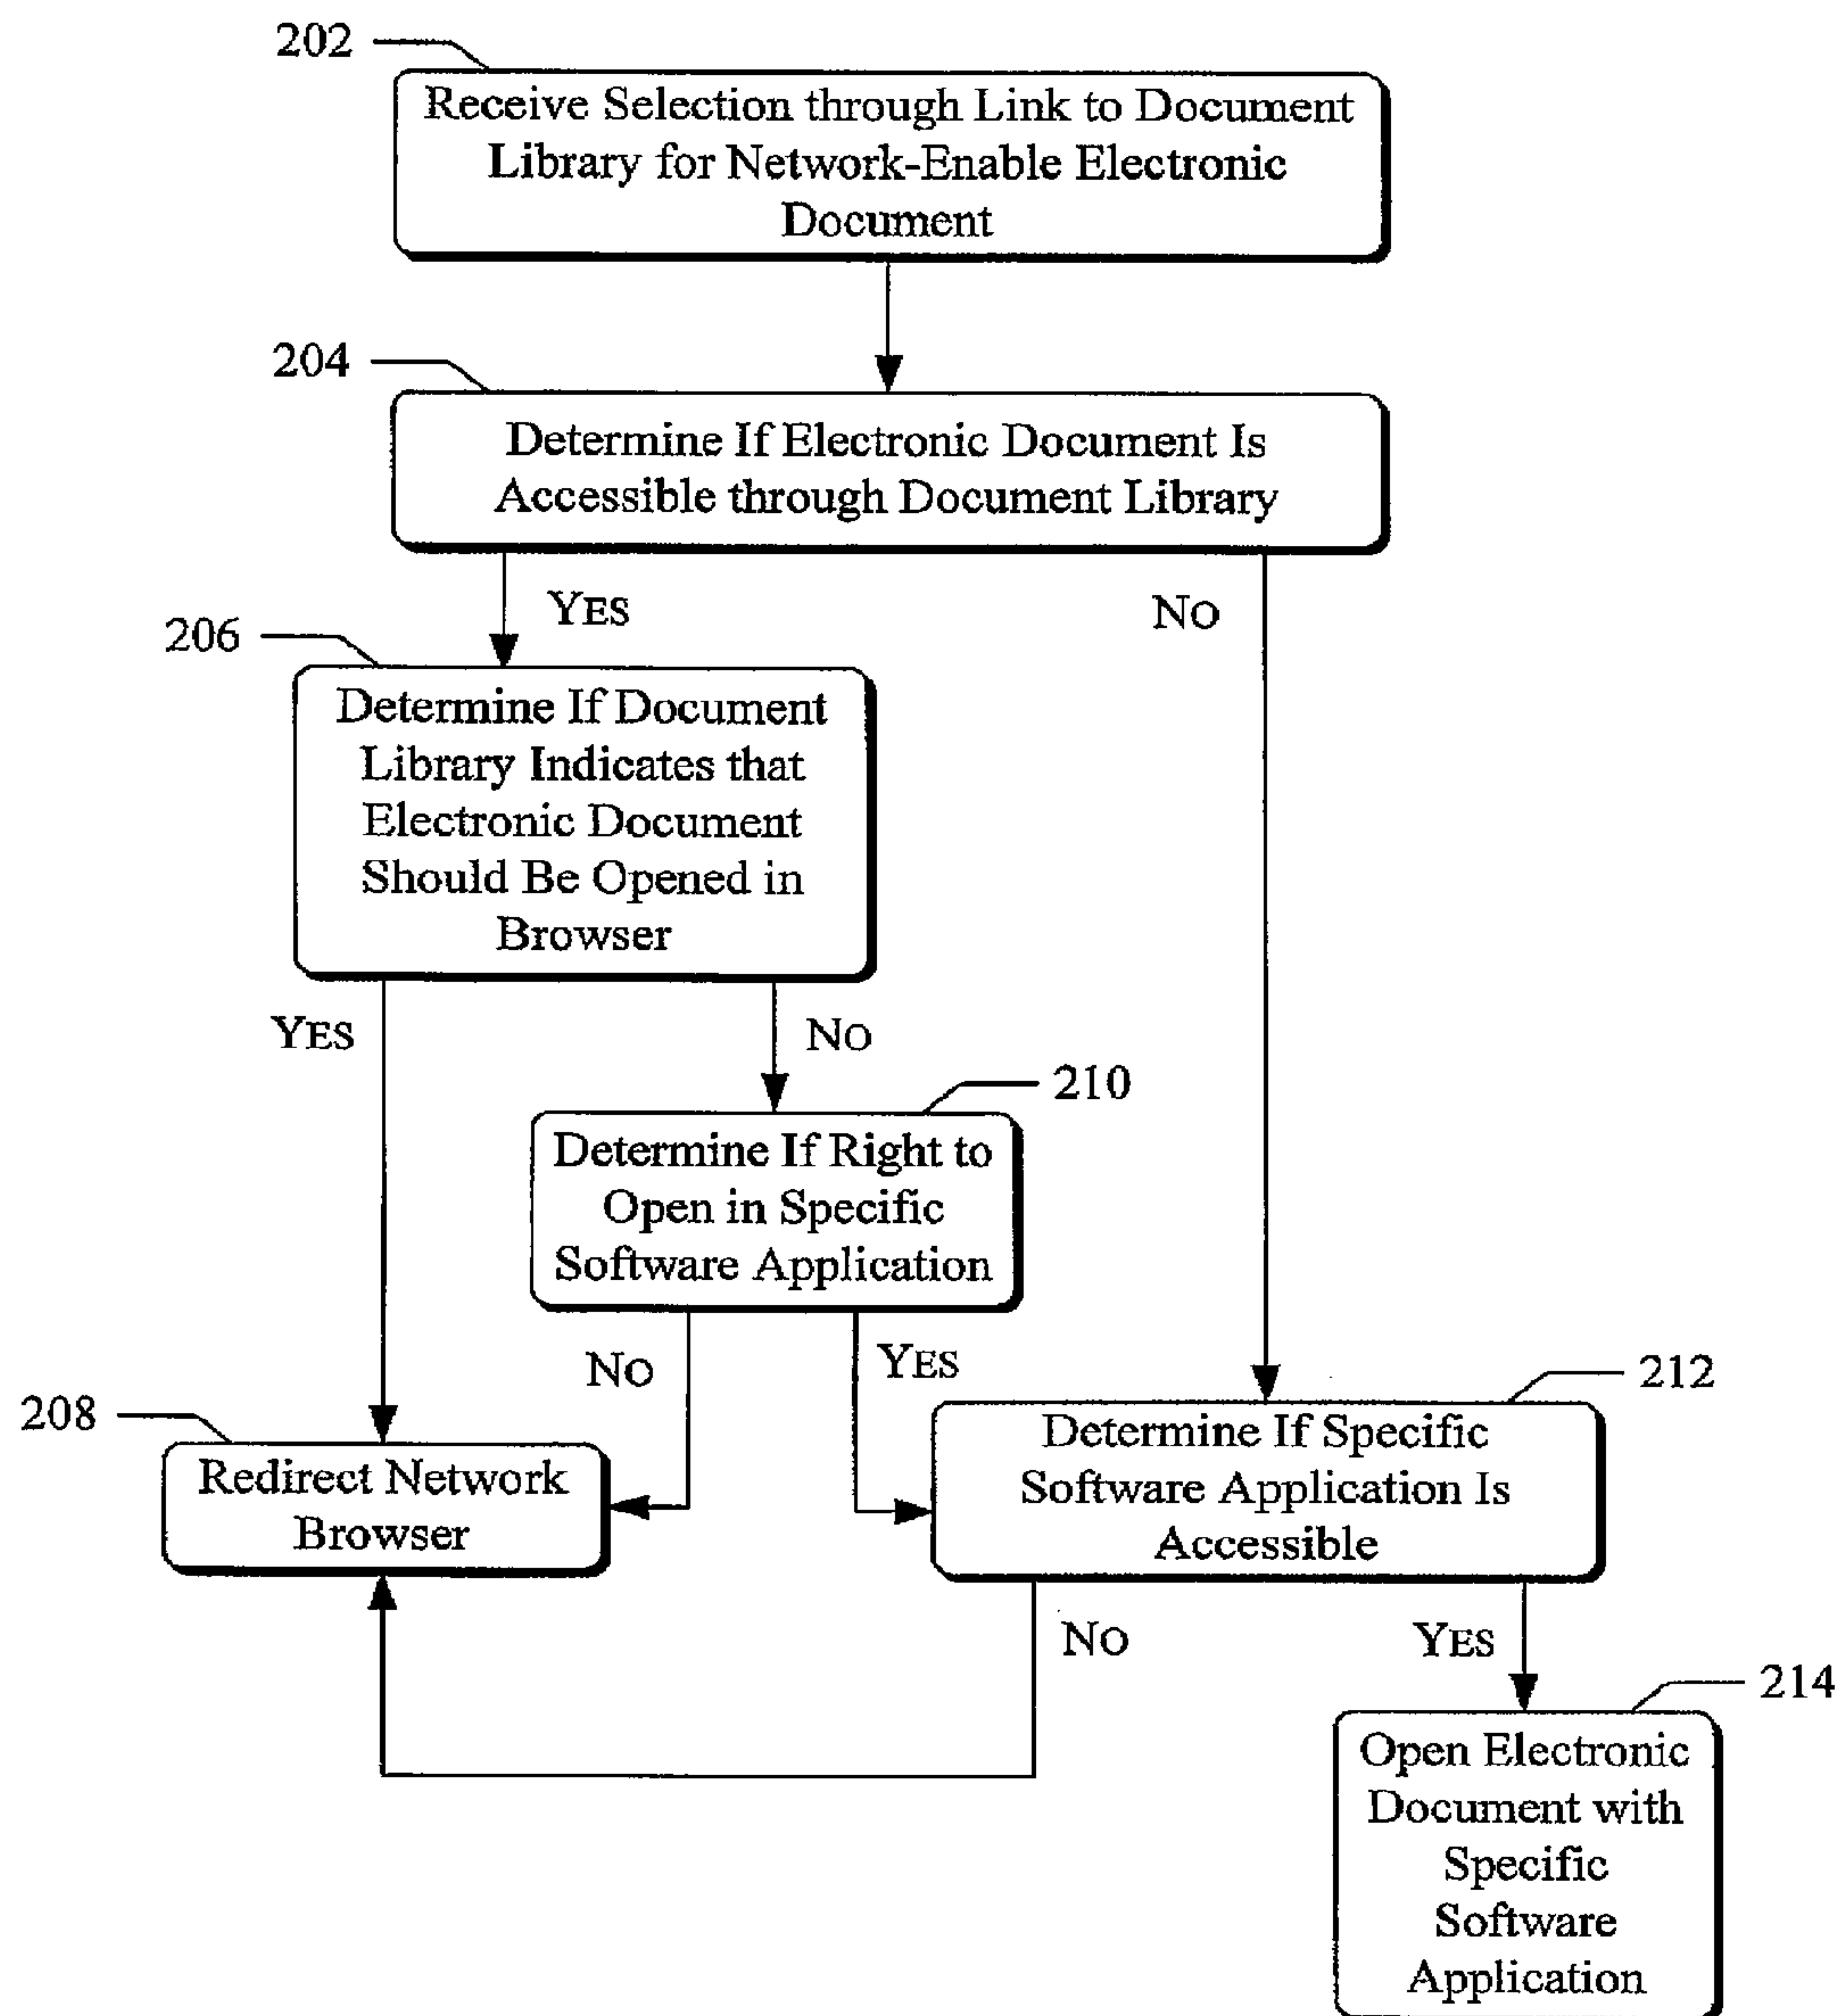 202
Receive Selection through Link to Document
Library for Network-Enable Electronic
Document
204
Determine If Electronic Document Is
Accessible through Document Library
YES
NO
206
Determine If Document
Library Indicates that
Electronic Document
Should Be Opened in
Browser
YES
NO
210
Determine If Right to
Open in Specific
Software Application
NO
YES
208
Redirect Network
Browser
212
Determine If Specific
Software Application Is
Accessible
NO
YES
214
Open Electronic
Document with
Specific
Software
Application